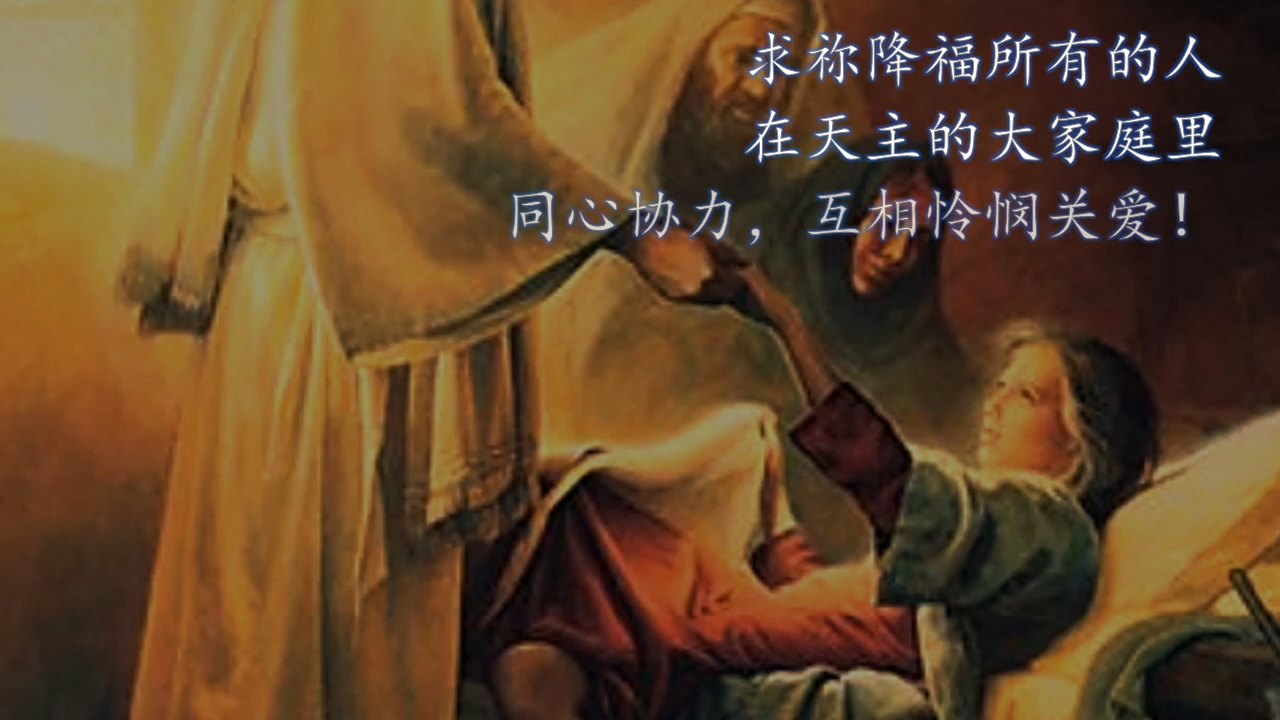 求祢降福所有的人
在天主的大家庭里
同心协力，互相怜悯关爱！